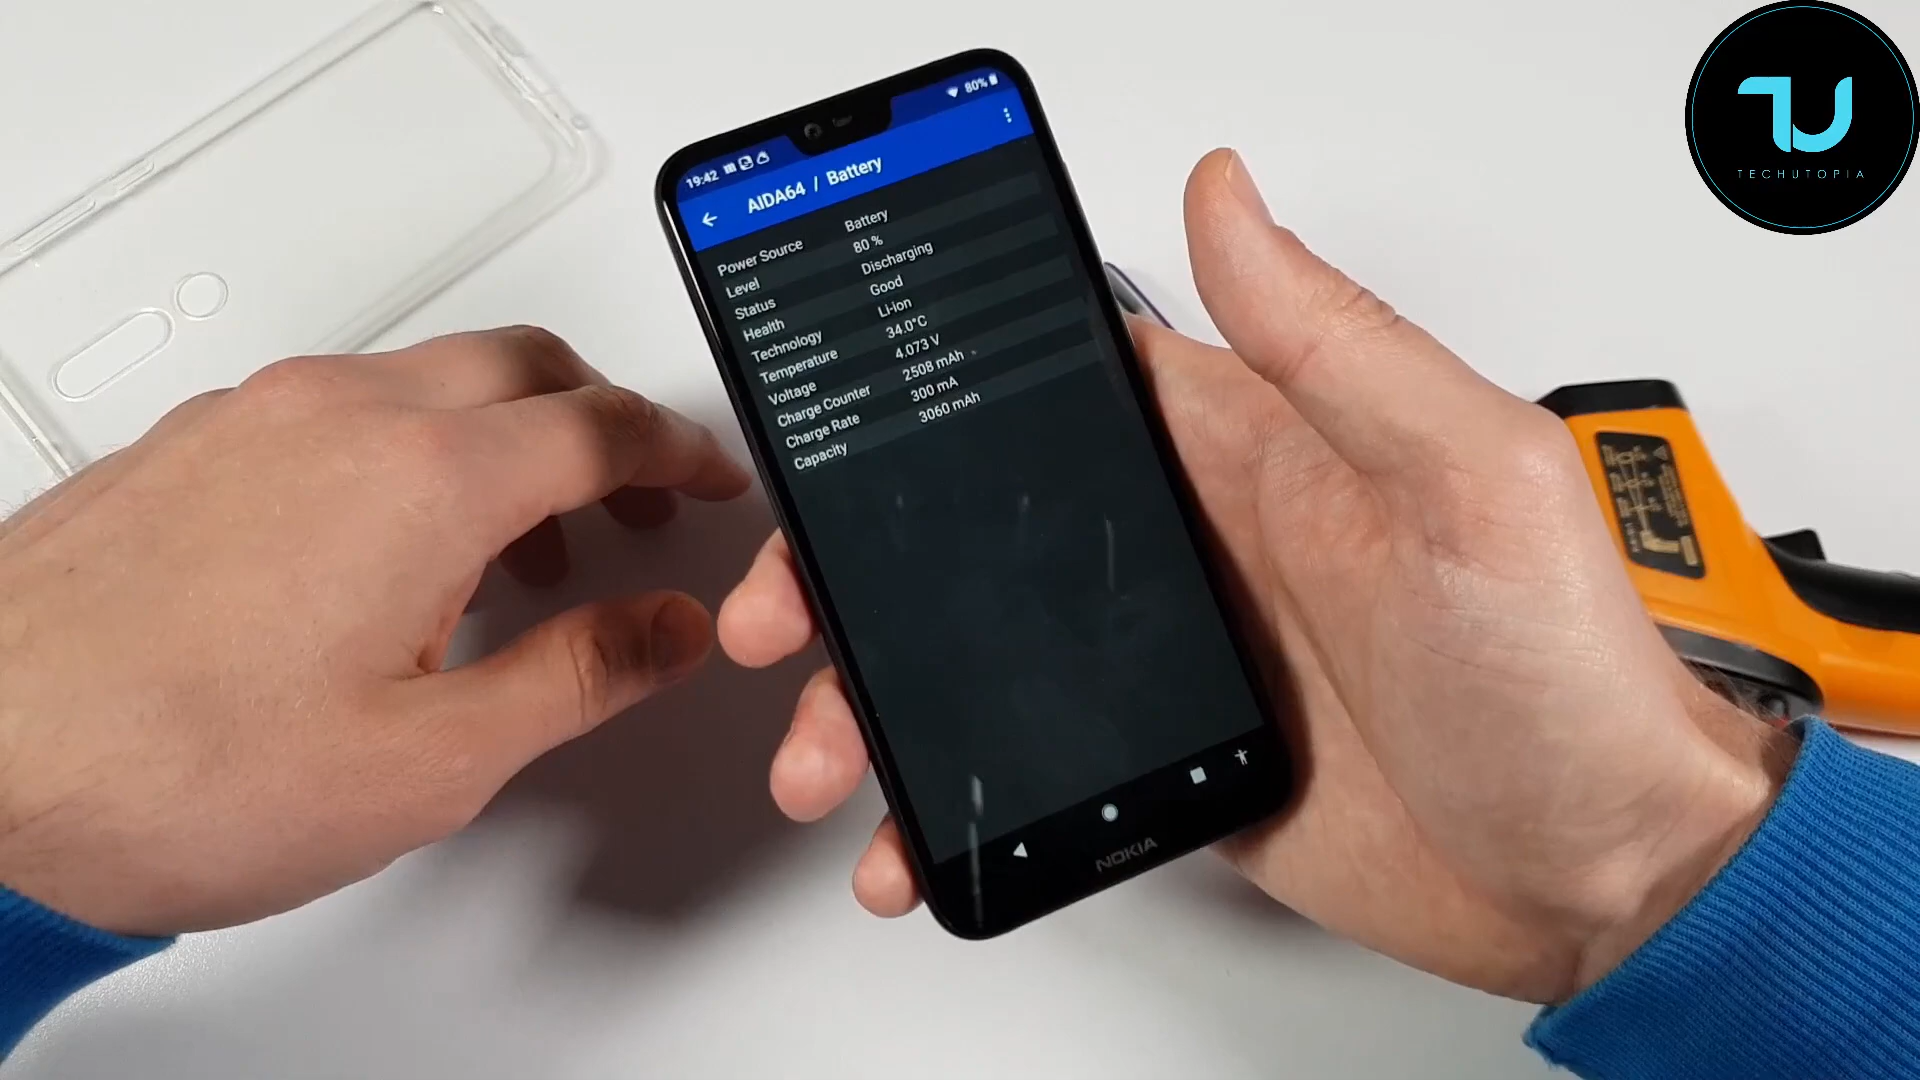 19:42
80%
AIDA64 / Battery
Power Source Battery
Level 80 %
Status Discharging
Health Good
Technology Li-ion
Temperature 34.0°C
Voltage 4.073 V
Charge Counter 2508 mAh
Charge Rate 300 mA
Capacity 3060 mAh
NOKIA
TU
TECHUTOPIA